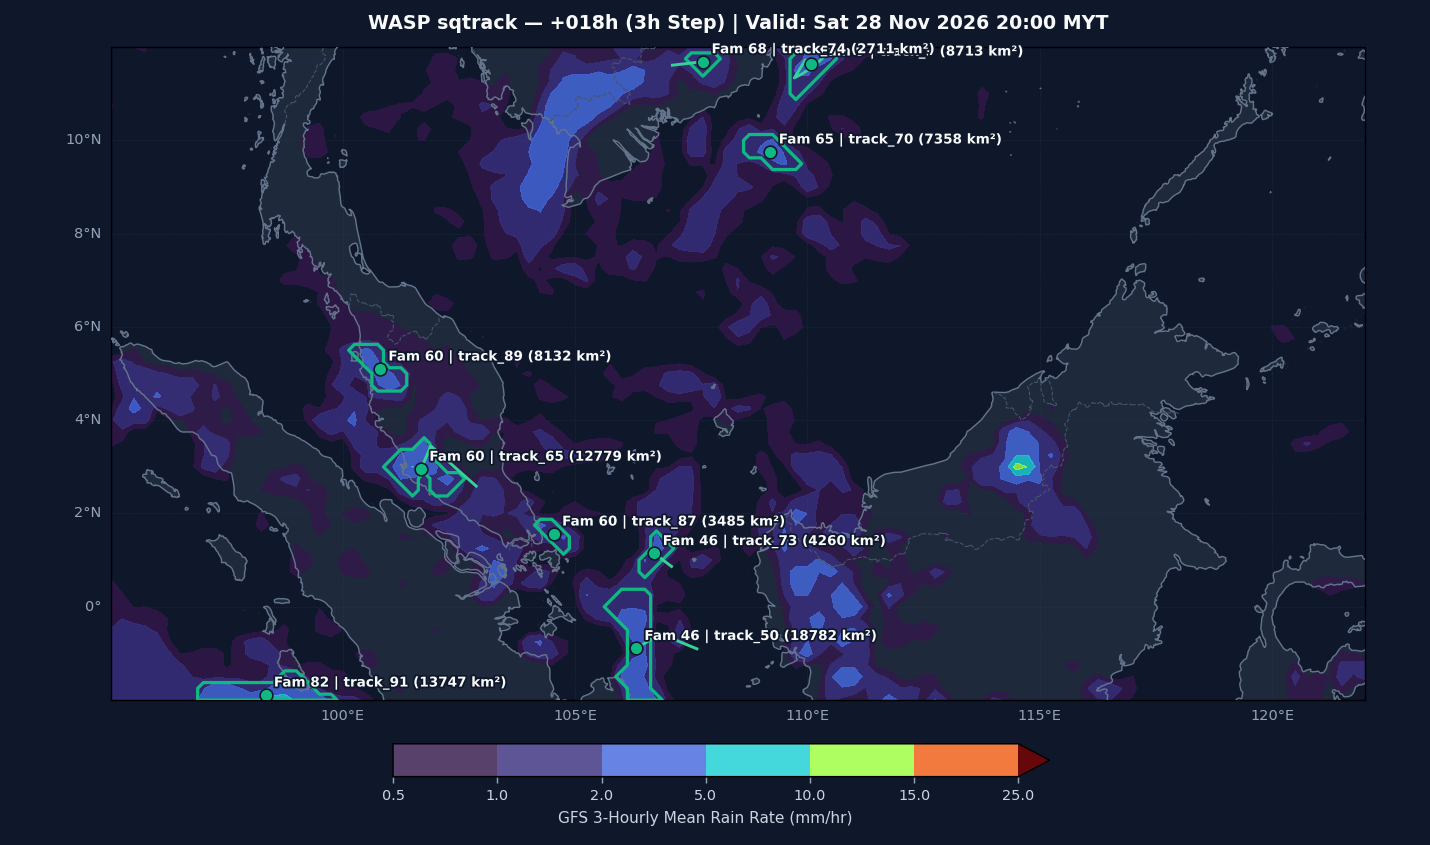 WASP sqtrack — +018h (3h Step) | Valid: Sat 28 Nov 2026 20:00 MYT
Fam 68 | track_74 (2711 km²)
(8713 km²)
10°N
Fam 65 | track_70 (7358 km²)
8°N
6°N
Fam 60 | track_89 (8132 km²)
4°N
Fam 60 | track_65 (12779 km²)
2°N
Fam 60 | track_87 (3485 km²)
Fam 46 | track_73 (4260 km²)
0°
Fam 46 | track_50 (18782 km²)
Fam 82 | track_91 (13747 km²)
100°E 105°E 110°E 115°E 120°E
0.5 1.0 2.0 5.0 10.0 15.0 25.0
GFS 3-Hourly Mean Rain Rate (mm/hr)